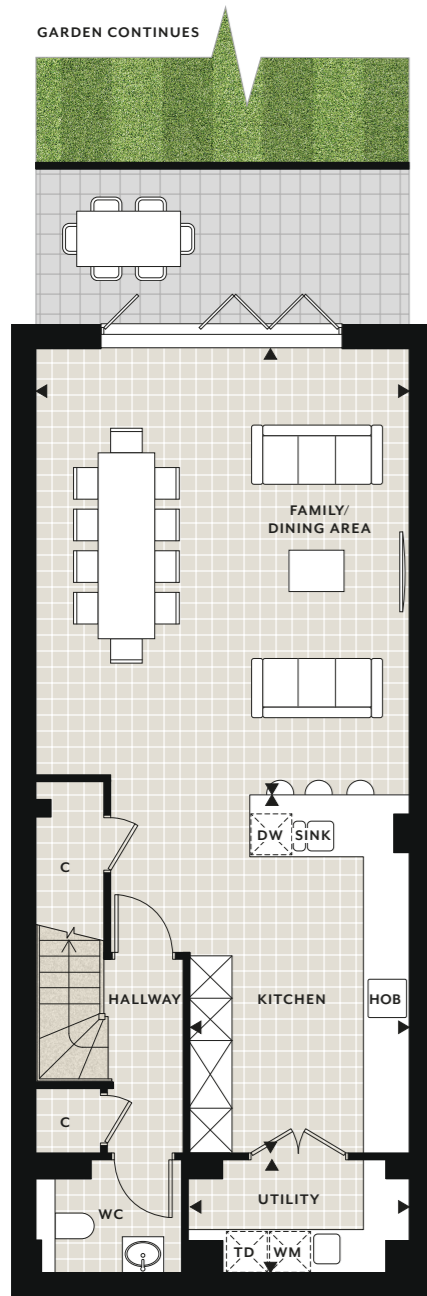 GARDEN CONTINUES
FAMILY/
DINING AREA
DW
SINK
C
HALLWAY
KITCHEN
HOB
C
UTILITY
WC
TD
WM